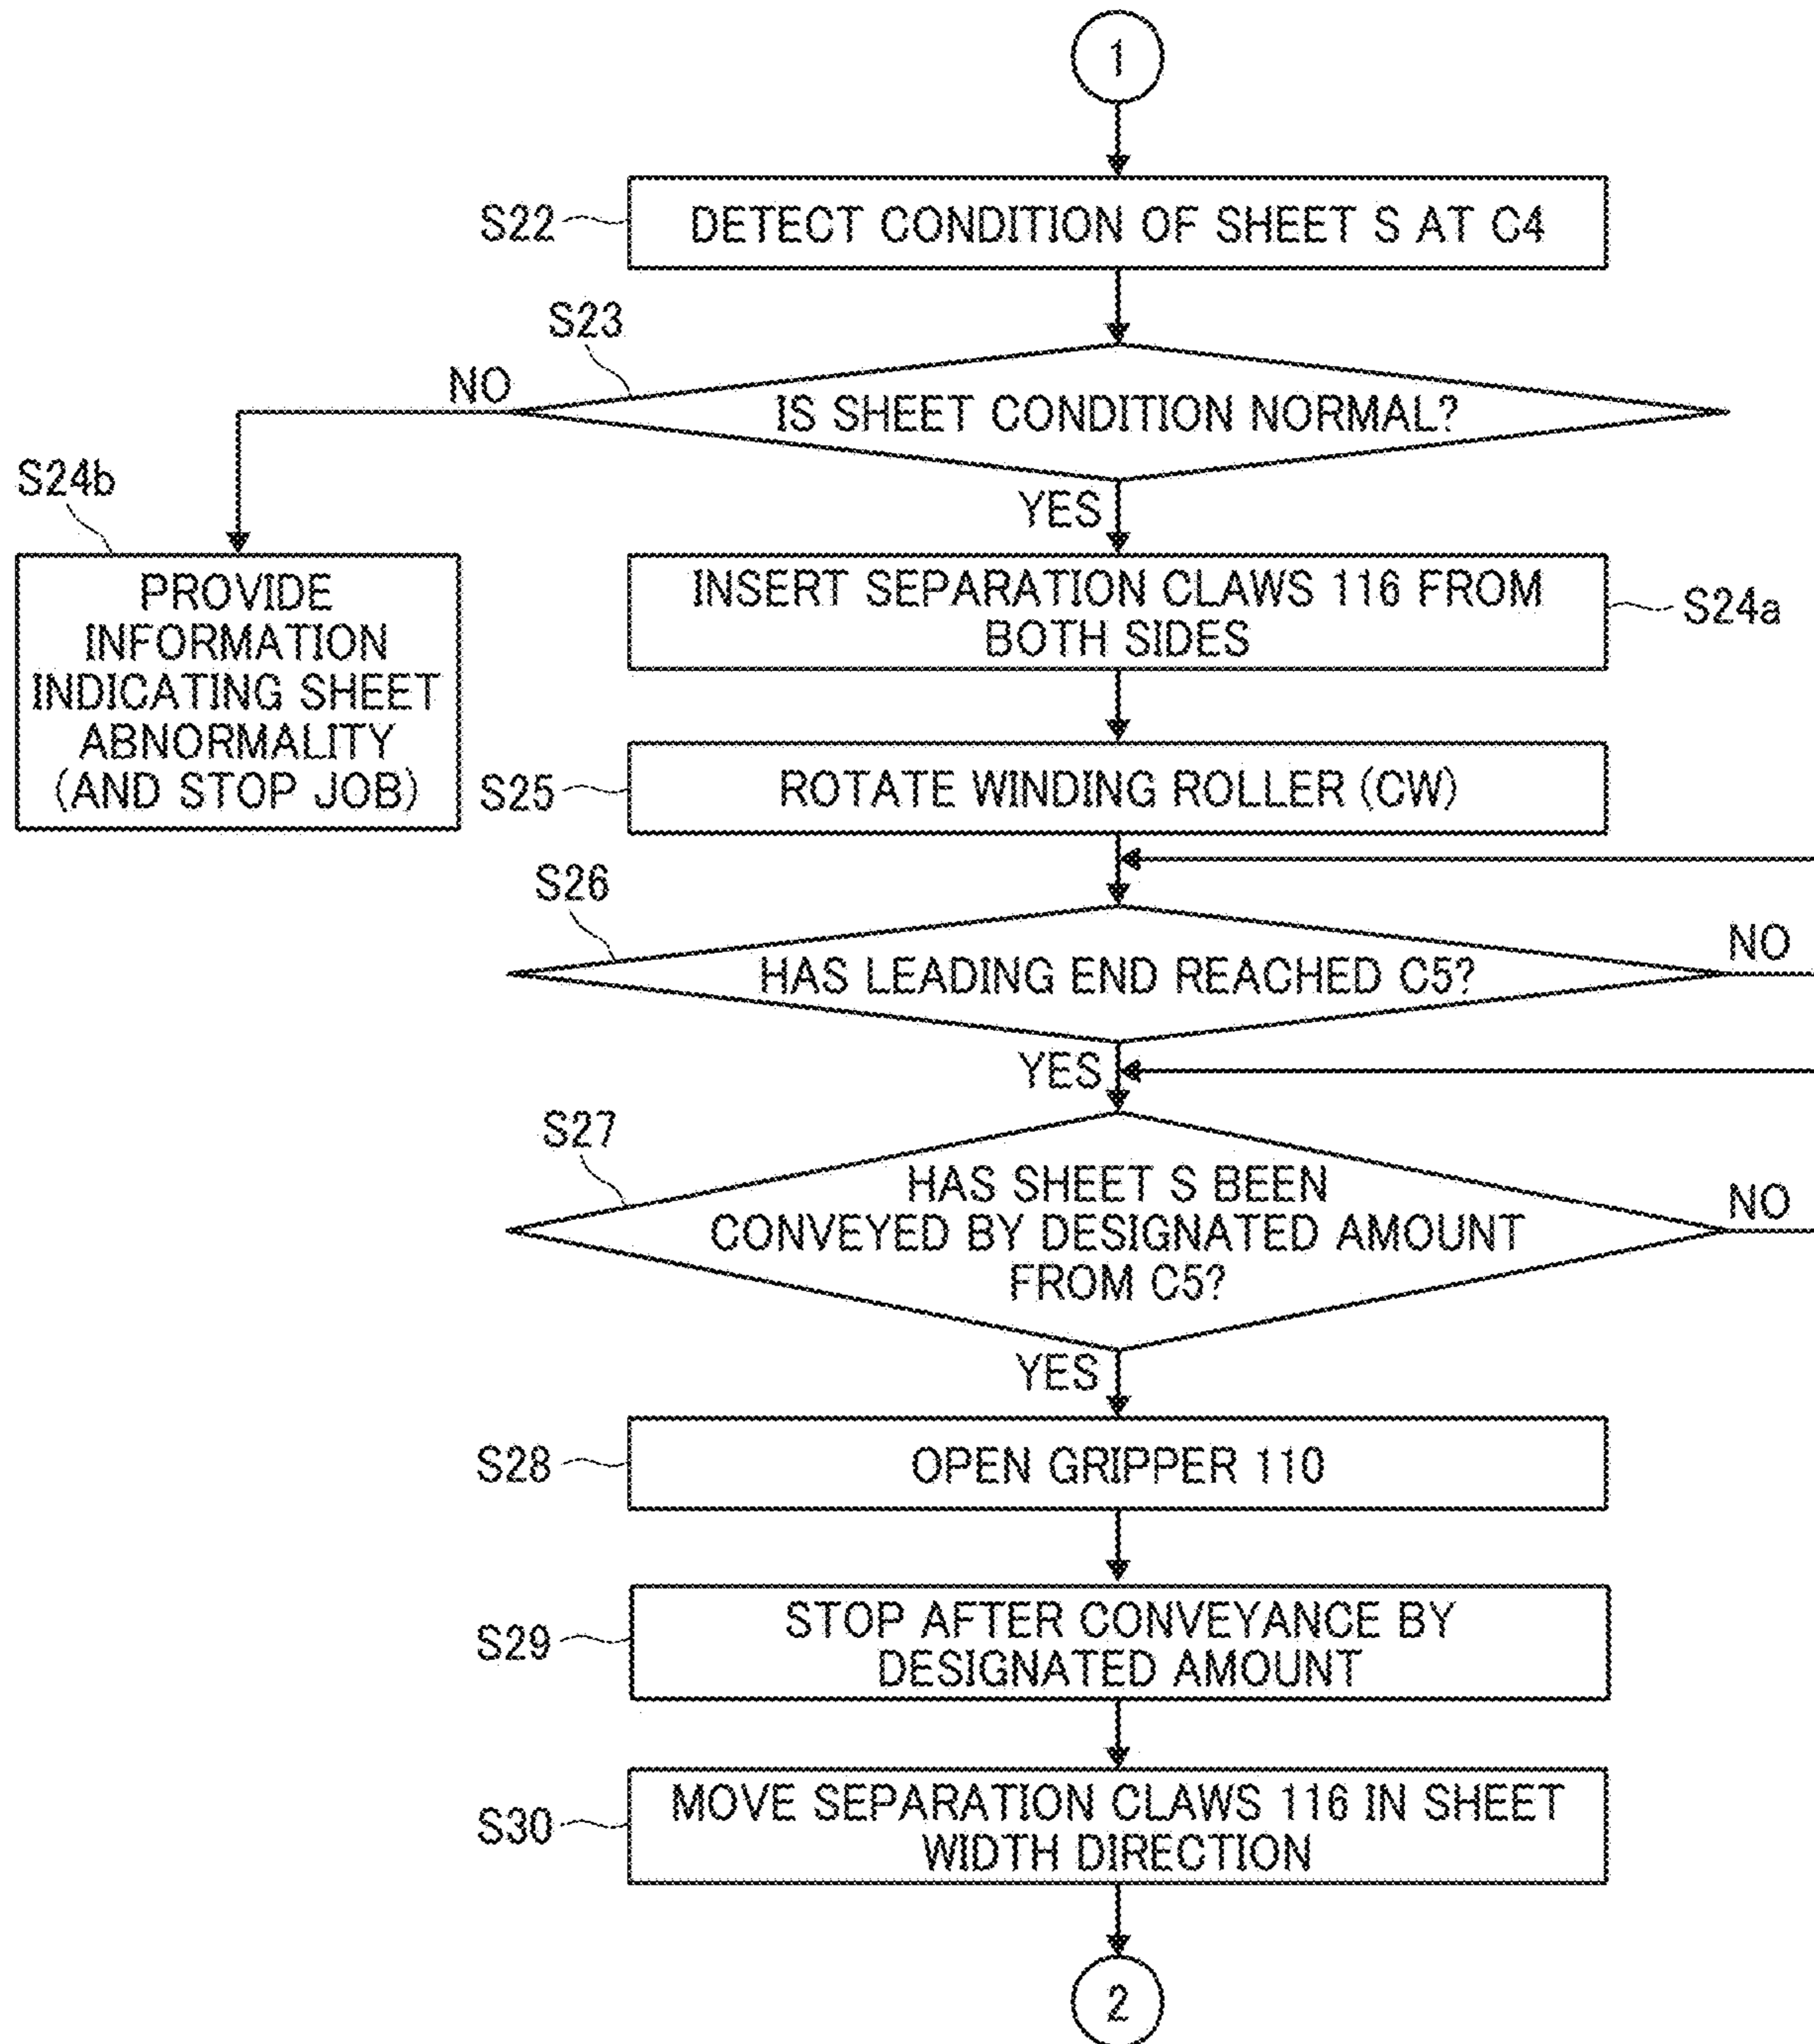 1
S22
DETECT CONDITION OF SHEET S AT C4
S23
NO
IS SHEET CONDITION NORMAL?
S24b
YES
PROVIDE
INFORMATION
INDICATING SHEET
ABNORMALITY
(AND STOP JOB)
INSERT SEPARATION CLAWS 116 FROM
BOTH SIDES
S24a
S25
ROTATE WINDING ROLLER (CW)
S26
HAS LEADING END REACHED C5?
NO
YES
S27
HAS SHEET S BEEN
CONVEYED BY DESIGNATED AMOUNT
FROM C5?
NO
YES
S28
OPEN GRIPPER 110
S29
STOP AFTER CONVEYANCE BY
DESIGNATED AMOUNT
S30
MOVE SEPARATION CLAWS 116 IN SHEET
WIDTH DIRECTION
2